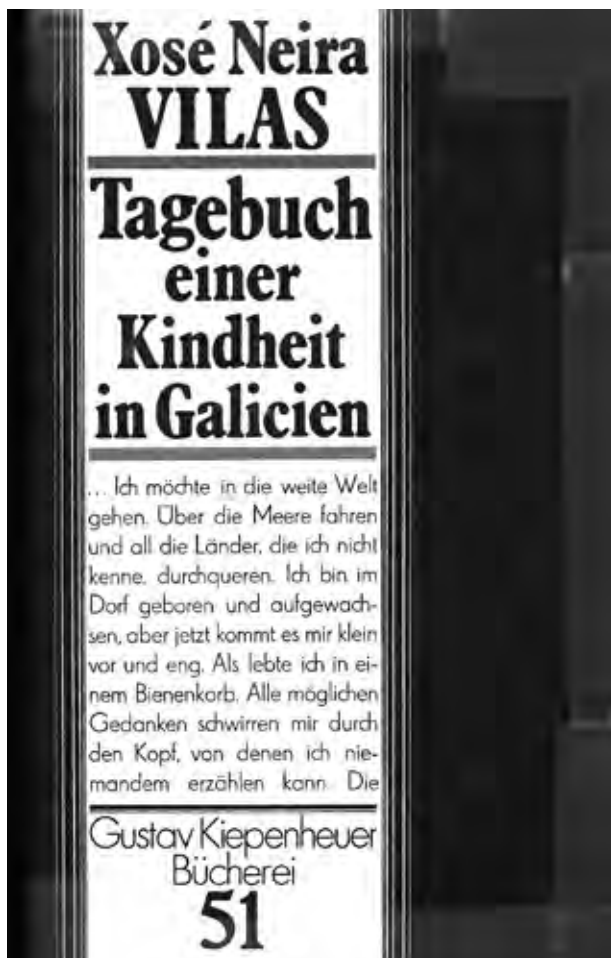 Xosé Neira
VILAS
Tagebuch
einer
Kindheit
in Galicien
... Ich möchte in die weite Welt
gehen. Über die Meere fahren
und all die Länder, die ich nicht
kenne, durchqueren. Ich bin im
Dorf geboren und aufgewach-
sen, aber jetzt kommt es mir klein
vor und eng. Als lebte ich in ei-
nem Bienenkorb. Alle möglichen
Gedanken schwirren mir durch
den Kopf, von denen ich nie-
mandem erzählen kann. Die
Gustav Kiepenheuer
Bücherei
51